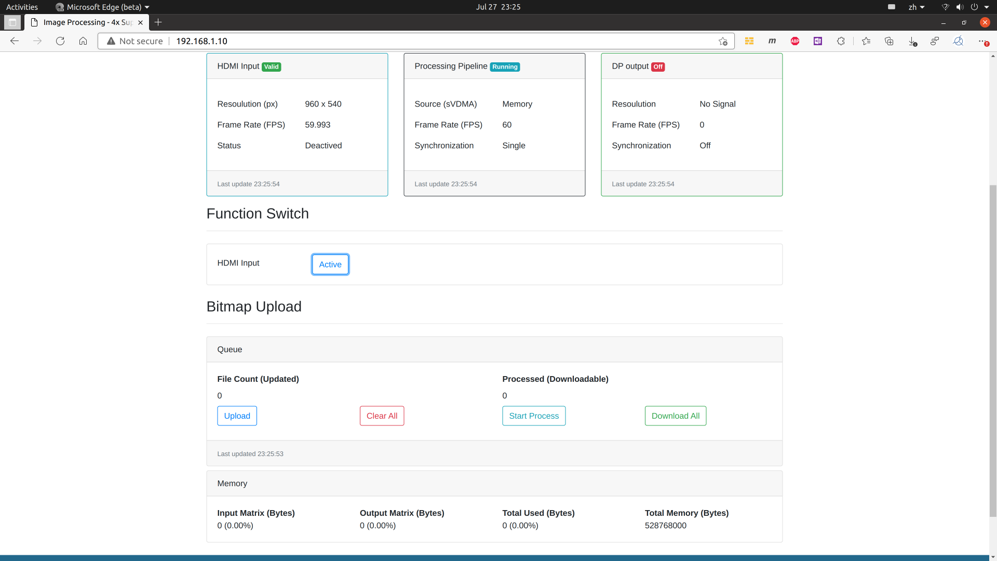 Activities
Microsoft Edge (beta)
Jul 27 23:25
zh
Image Processing - 4x Su
Not secure
192.168.1.10
HDMI Input Valid
Resoulution (px) 960 x 540
Frame Rate (FPS) 59.993
Status Deactived
Last update 23:25:54
Processing Pipeline Running
Source (sVDMA) Memory
Frame Rate (FPS) 60
Synchronization Single
Last update 23:25:54
DP output Off
Resoulution No Signal
Frame Rate (FPS) 0
Synchronization Off
Last update 23:25:54
Function Switch
HDMI Input Active
Bitmap Upload
Queue
File Count (Updated)
0
Upload Clear All
Processed (Downloadable)
0
Start Process Download All
Last updated 23:25:53
Memory
Input Matrix (Bytes) Output Matrix (Bytes) Total Used (Bytes) Total Memory (Bytes)
0 (0.00%) 0 (0.00%) 0 (0.00%) 528768000